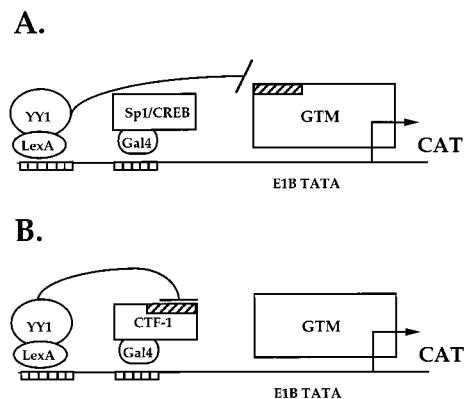 A.
YY1
Sp1/CREB
GTM
LexA
Gal4
CAT
E1B TATA
B.
YY1
CTF-1
GTM
LexA
Gal4
CAT
E1B TATA